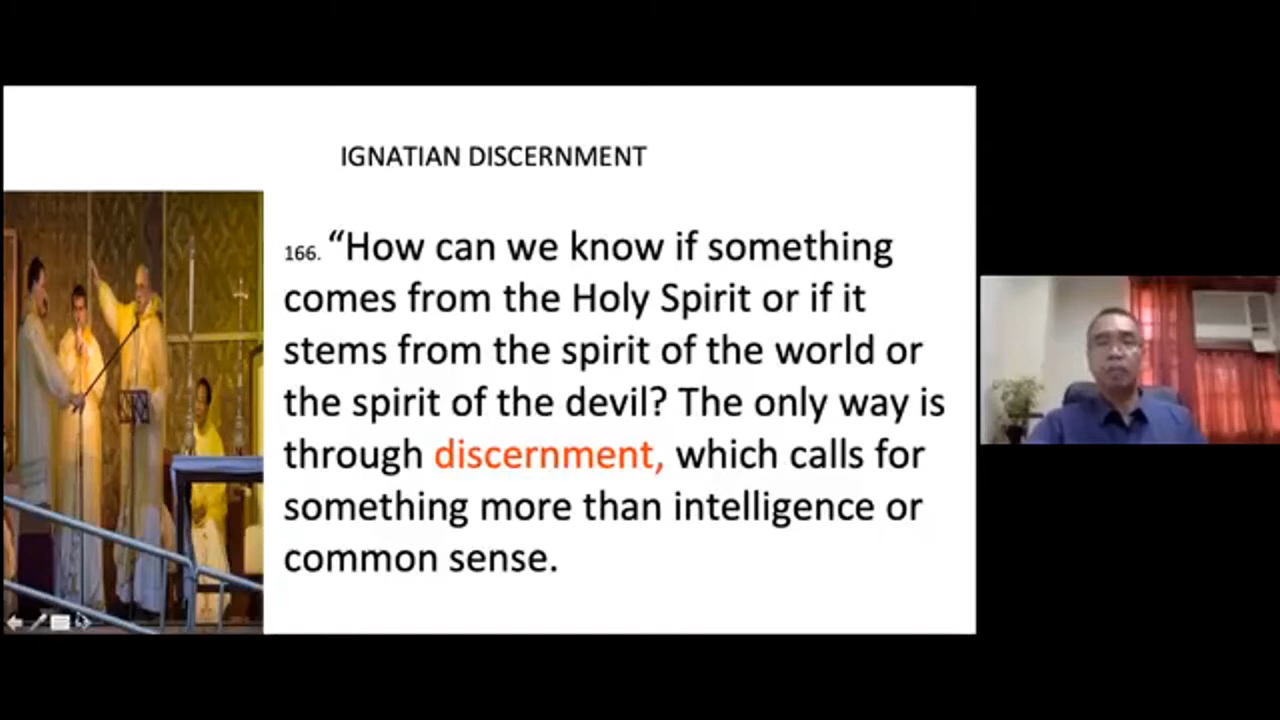 IGNATIAN DISCERNMENT
166. “How can we know if something
comes from the Holy Spirit or if it
stems from the spirit of the world or
the spirit of the devil? The only way is
through discernment, which calls for
something more than intelligence or
common sense.